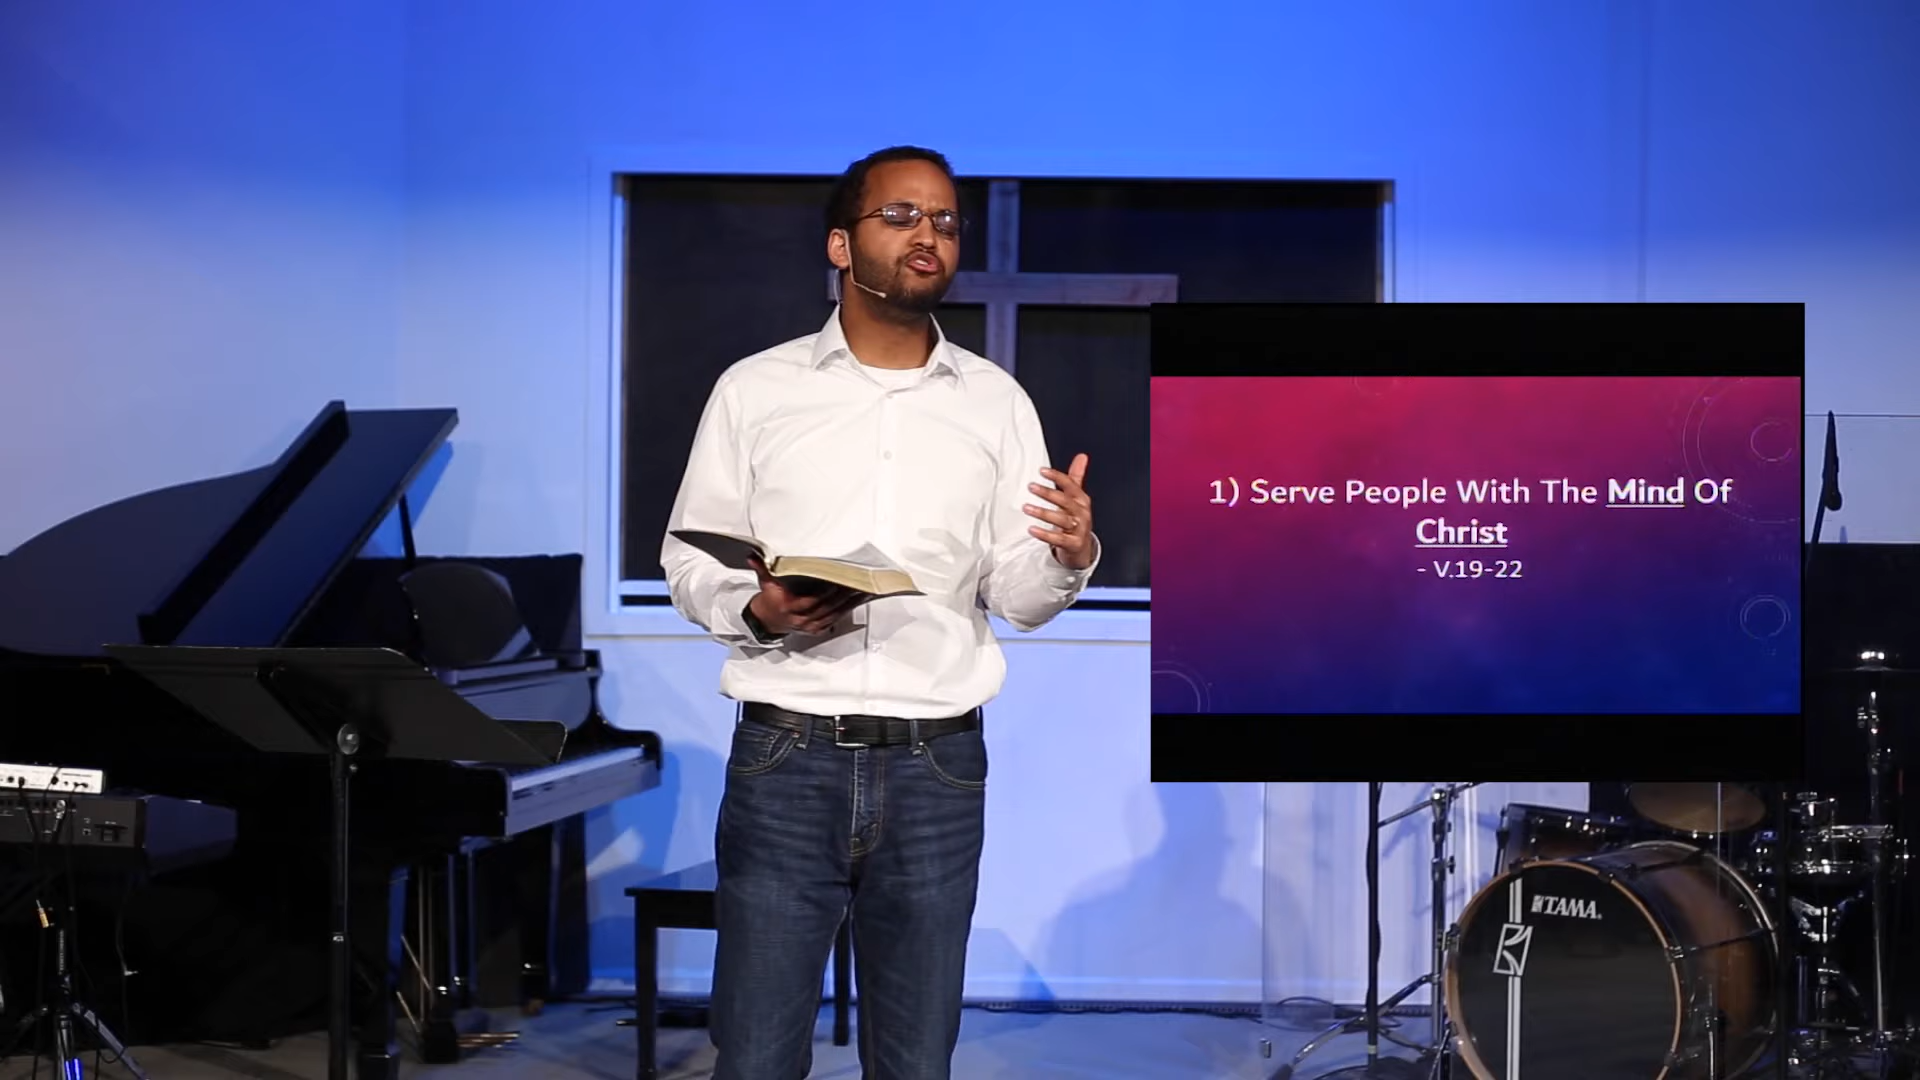 1) Serve People With The Mind Of
Christ
- V.19-22
TAMA